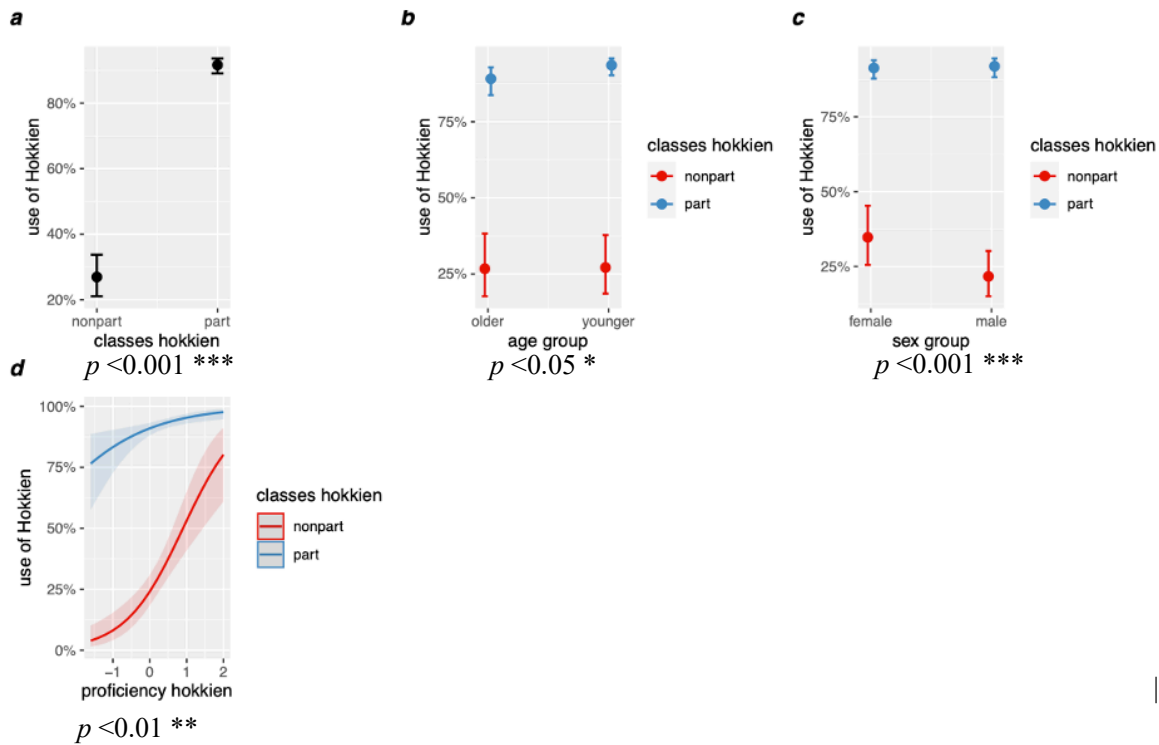 a
use of Hokkien
80%
60%
40%
20%
nonpart
part
classes hokkien
p <0.001 ***
b
use of Hokkien
75%
50%
25%
older
younger
age group
classes hokkien
nonpart
part
p <0.05 *
c
use of Hokkien
75%
50%
25%
female
male
sex group
classes hokkien
nonpart
part
p <0.001 ***
d
use of Hokkien
100%
75%
50%
25%
0%
−1
0
1
2
proficiency hokkien
classes hokkien
nonpart
part
p <0.01 **